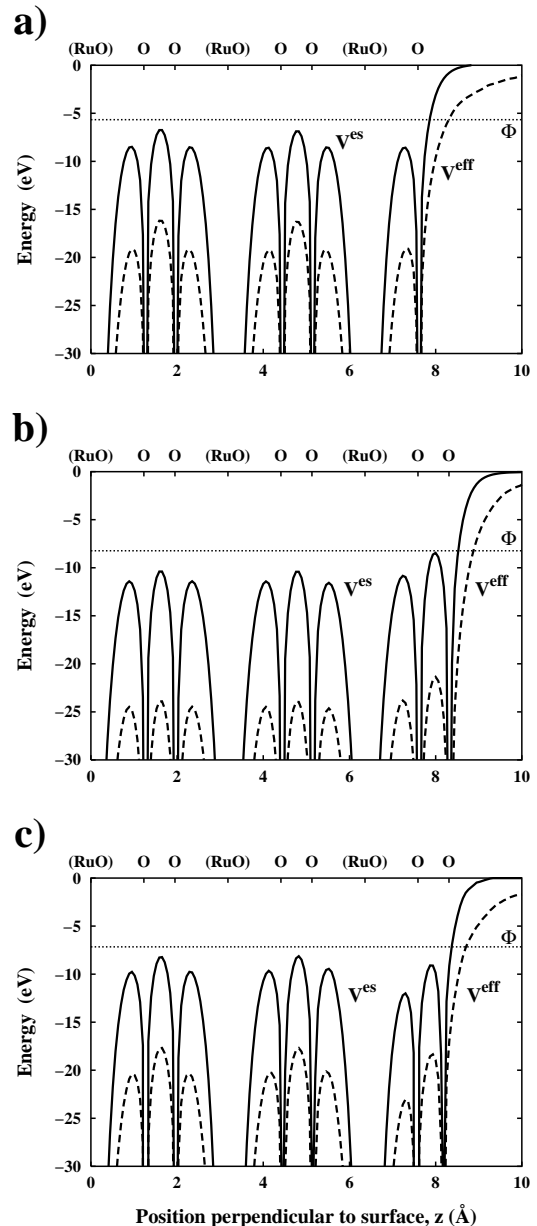 a)
(RuO) O O (RuO) O O (RuO) O
0
−5
−10
−15
−20
−25
−30
Energy (eV)
V^es
Φ
V^eff
0 2 4 6 8 10
b)
(RuO) O O (RuO) O O (RuO) O O
0
−5
−10
−15
−20
−25
−30
Energy (eV)
Φ
V^es
V^eff
0 2 4 6 8 10
c)
(RuO) O O (RuO) O O (RuO) O O
0
−5
−10
−15
−20
−25
−30
Energy (eV)
Φ
V^es
V^eff
0 2 4 6 8 10
Position perpendicular to surface, z (Å)